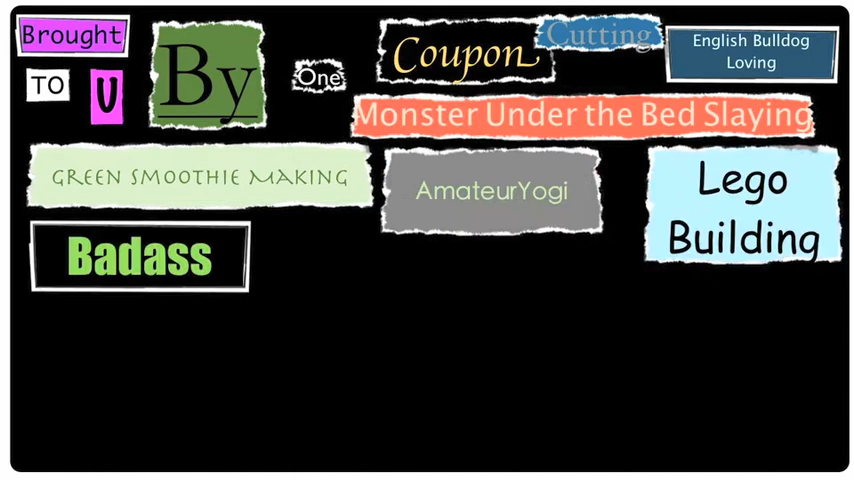 Brought
TO U
By
One
Coupon
Cutting
English Bulldog
Loving
Monster Under the Bed Slaying
Green Smoothie Making
AmateurYogi
Lego
Building
Badass